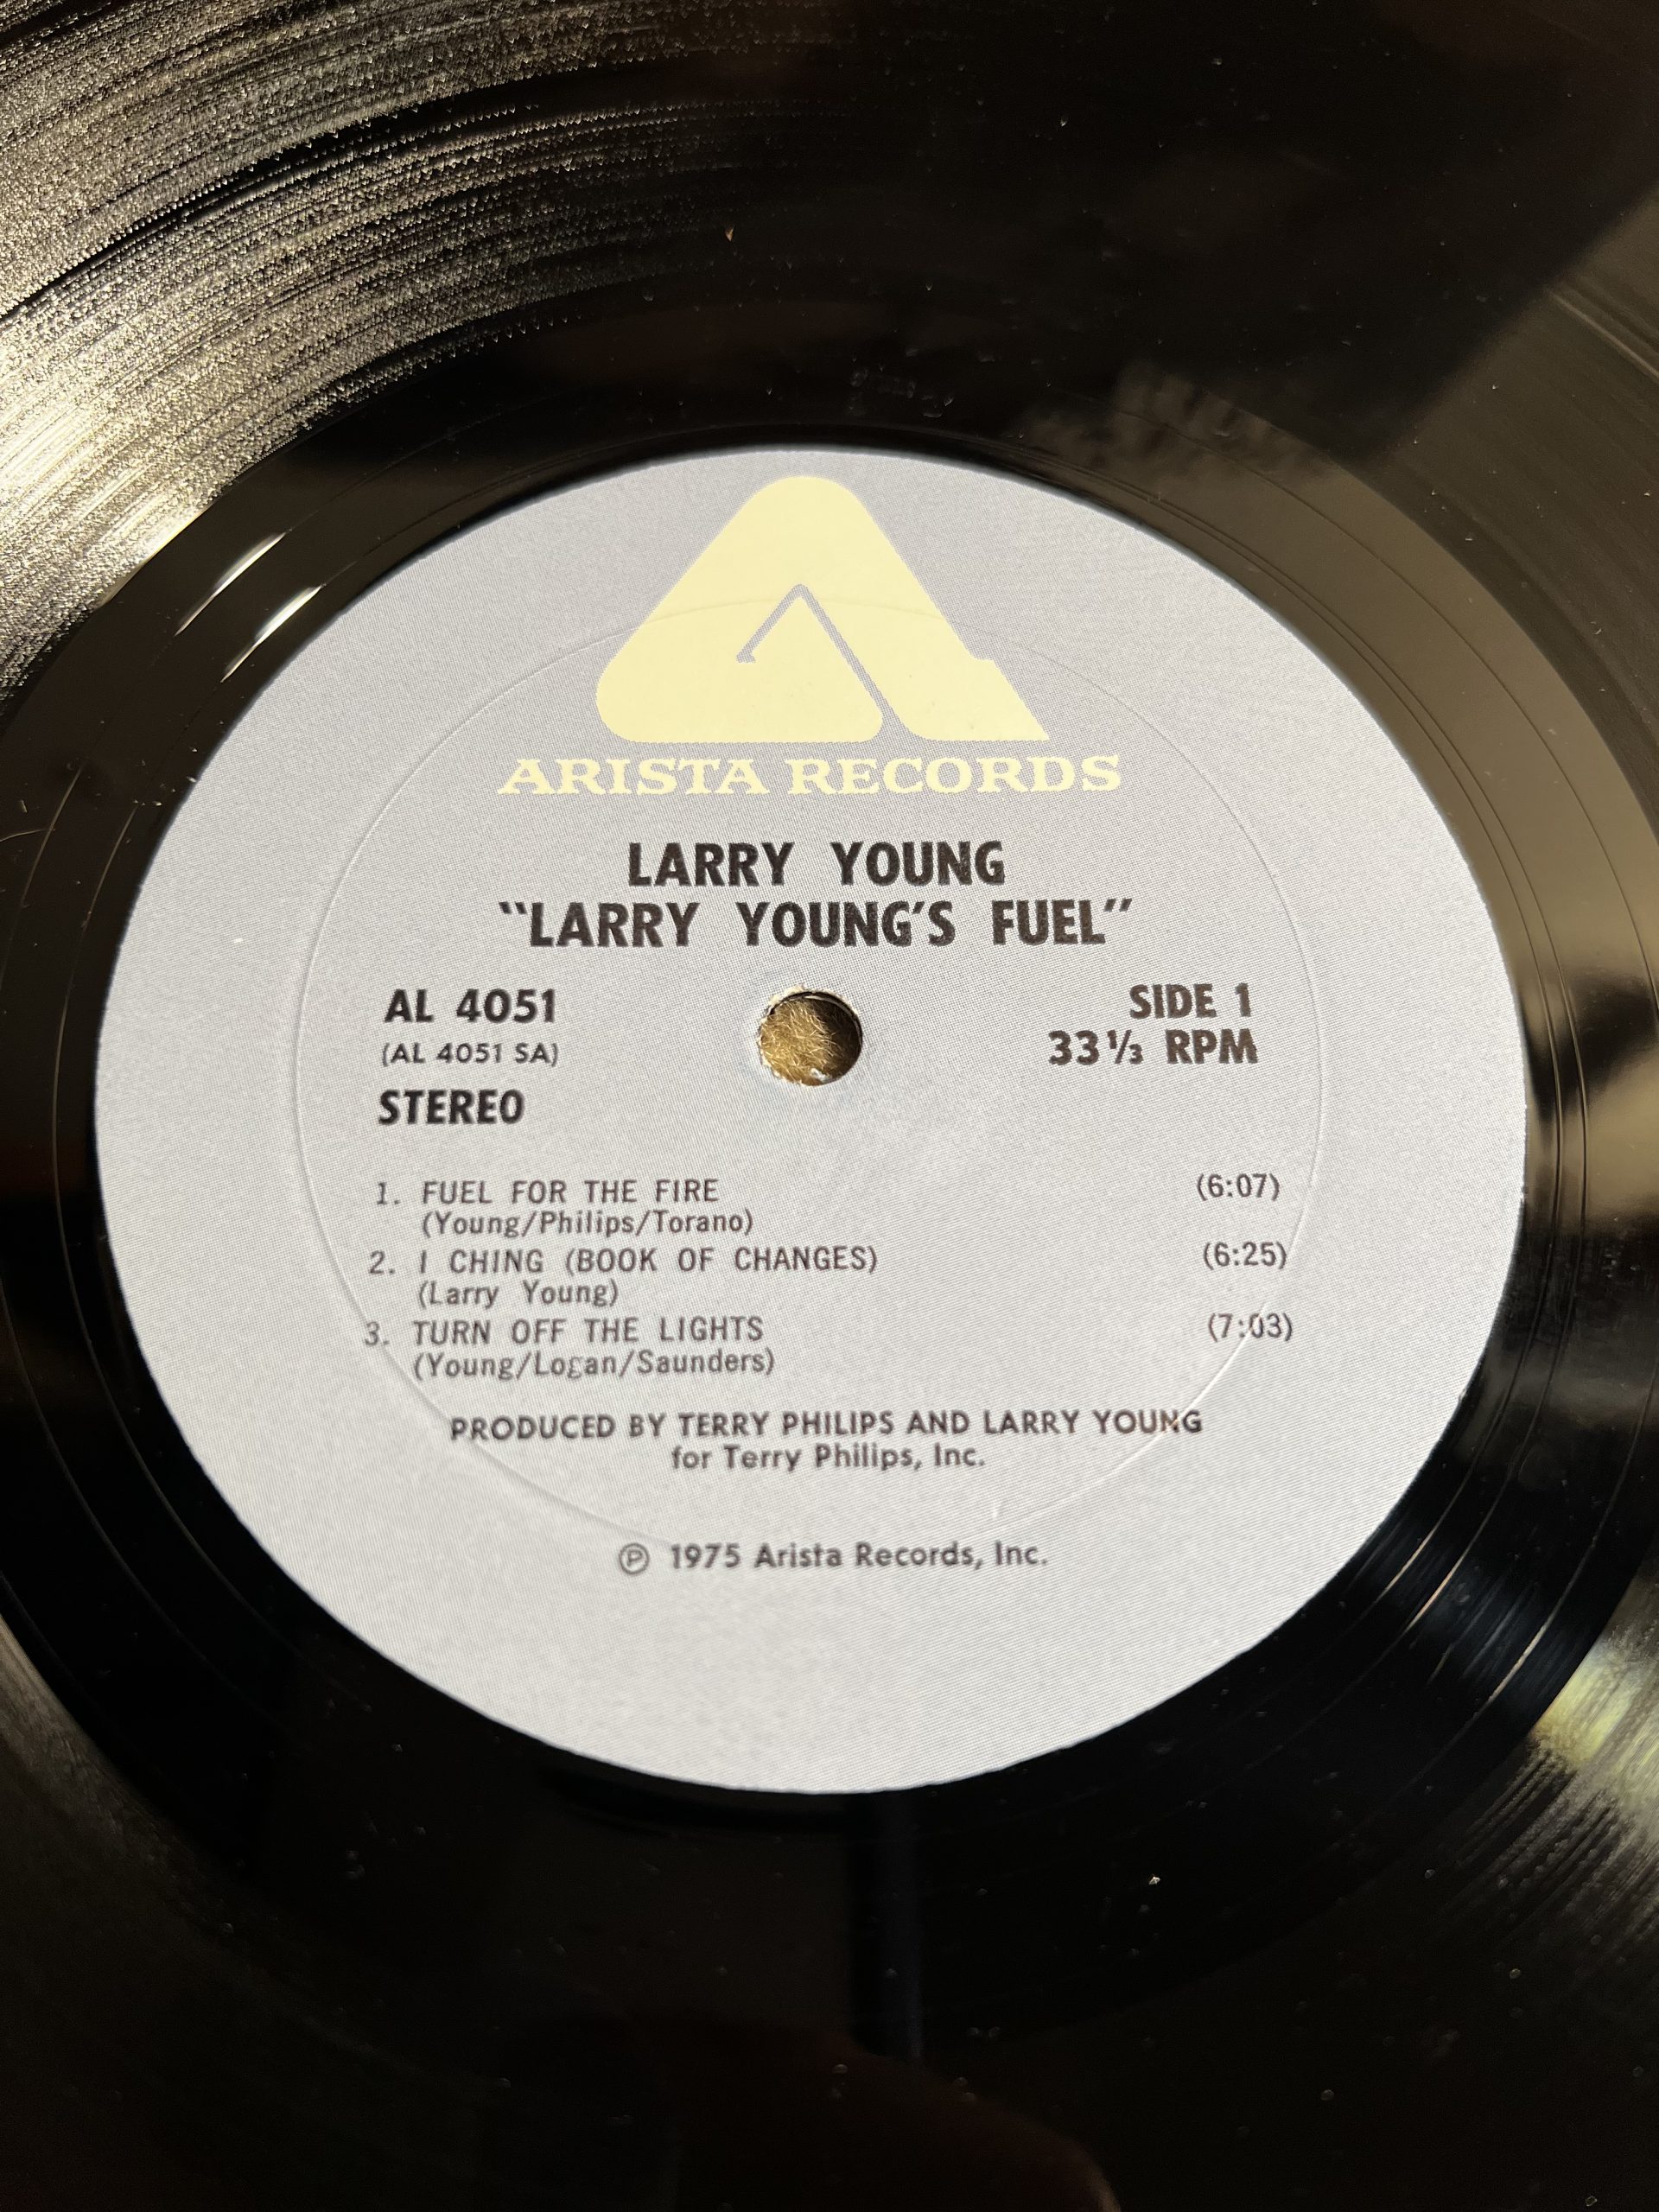 ARISTA RECORDS
LARRY YOUNG
"LARRY YOUNG'S FUEL"
AL 4051 SIDE 1
(AL 4051 SA) 33⅓ RPM
STEREO
1. FUEL FOR THE FIRE (6:07)
(Young/Philips/Torano)
2. I CHING (BOOK OF CHANGES) (6:25)
(Larry Young)
3. TURN OFF THE LIGHTS (7:03)
(Young/Logan/Saunders)
PRODUCED BY TERRY PHILIPS AND LARRY YOUNG
for Terry Philips, Inc.
℗ 1975 Arista Records, Inc.